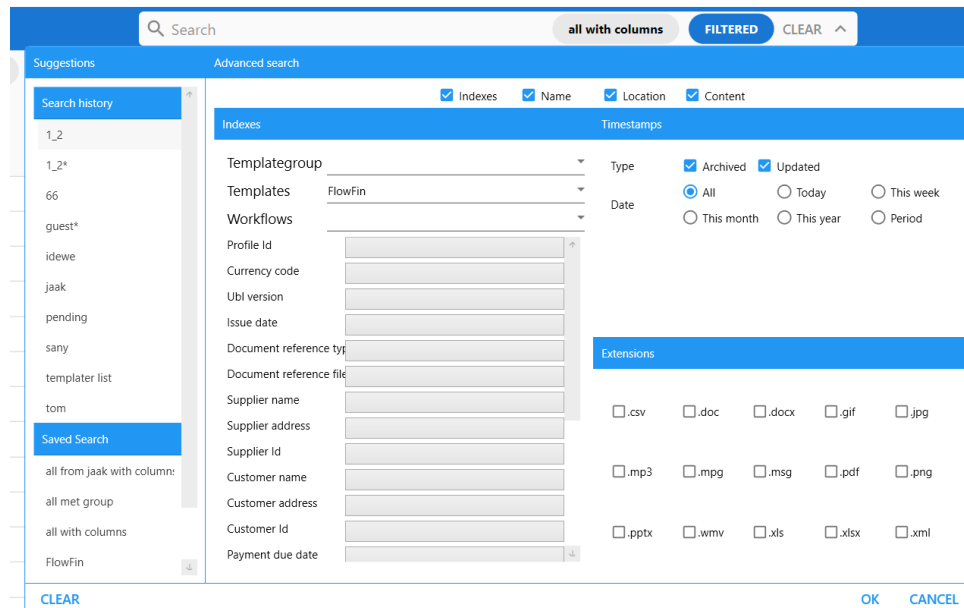 Search
all with columns
FILTERED
CLEAR
Suggestions
Advanced search
Search history
1_2
1_2*
66
guest*
idewe
jaak
pending
sany
templater list
tom
Saved Search
all from jaak with column
all met group
all with columns
FlowFin
Indexes
Name
Location
Content
Indexes
Templategroup
Templates FlowFin
Workflows
Profile Id
Currency code
Ubl version
Issue date
Document reference typ
Document reference file
Supplier name
Supplier address
Supplier Id
Customer name
Customer address
Customer Id
Payment due date
Timestamps
Type
Archived
Updated
Date
All
Today
This week
This month
This year
Period
Extensions
.csv .doc .docx .gif .jpg
.mp3 .mpg .msg .pdf .png
.pptx .wmv .xls .xlsx .xml
CLEAR
OK
CANCEL